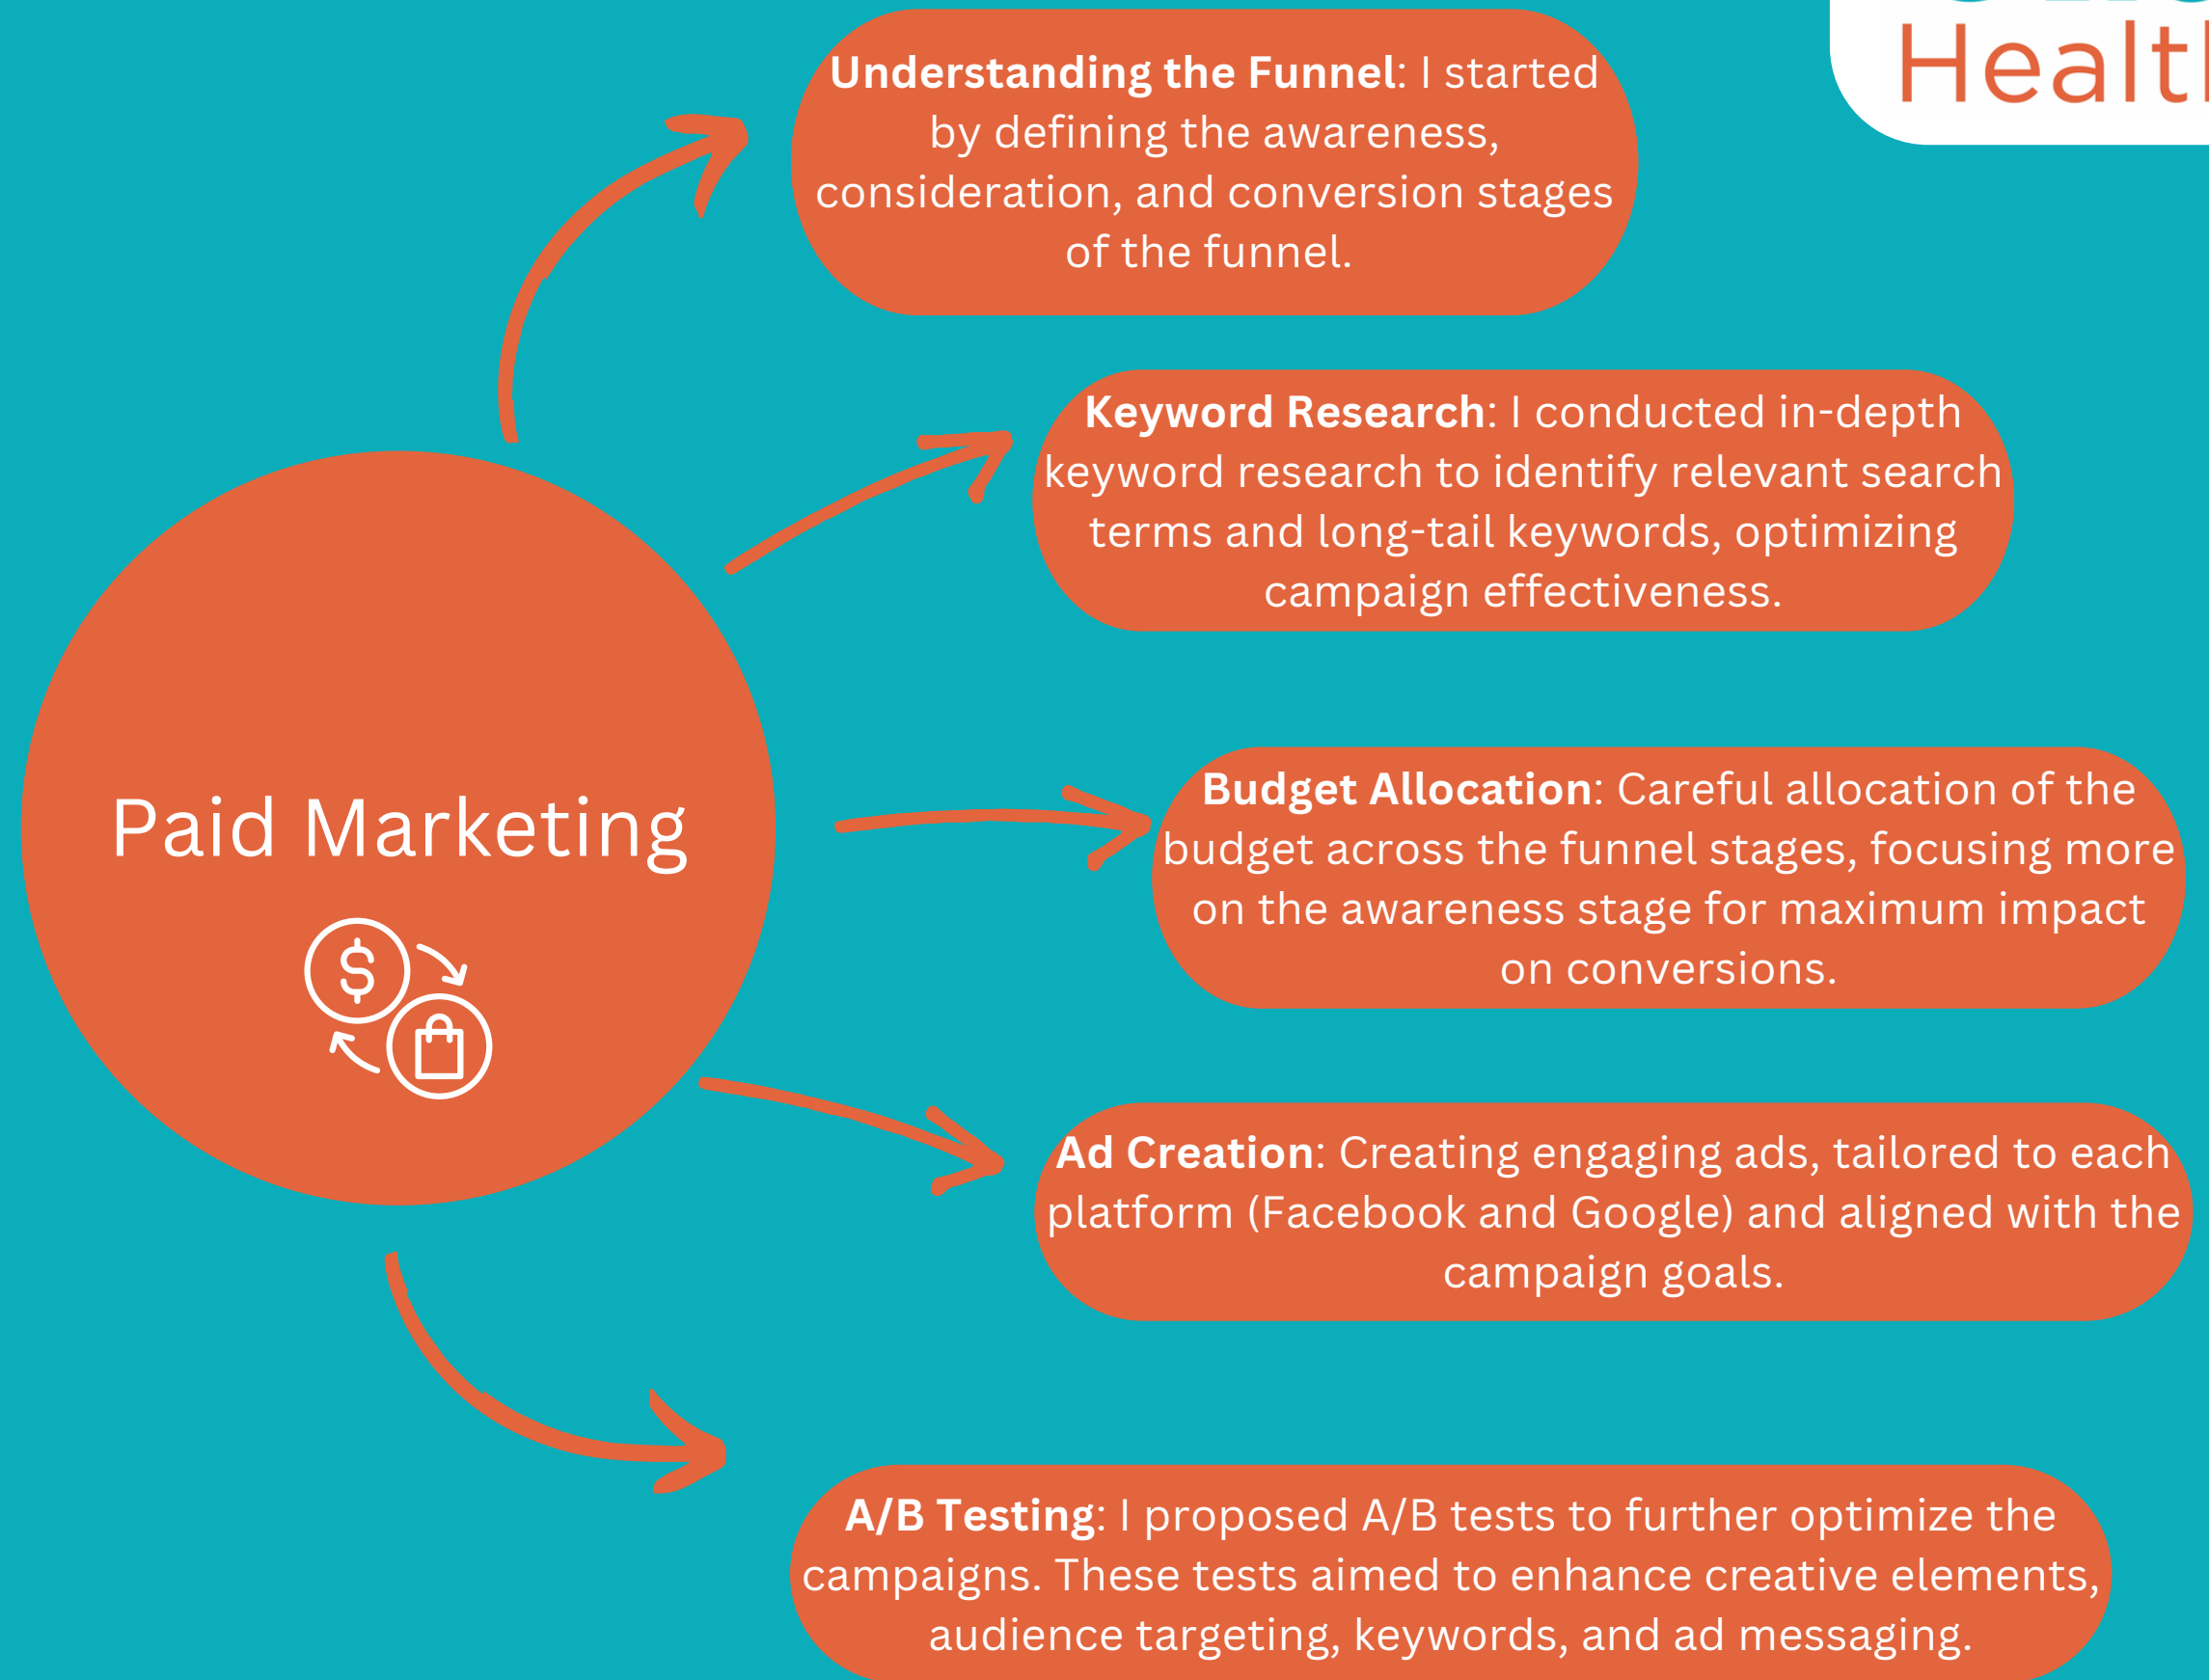 Understanding the Funnel: I started
by defining the awareness,
consideration, and conversion stages
of the funnel.
Keyword Research: I conducted in-depth
keyword research to identify relevant search
terms and long-tail keywords, optimizing
campaign effectiveness.
Paid Marketing
$
Budget Allocation: Careful allocation of the
budget across the funnel stages, focusing more
on the awareness stage for maximum impact
on conversions.
Ad Creation: Creating engaging ads, tailored to each
platform (Facebook and Google) and aligned with the
campaign goals.
A/B Testing: I proposed A/B tests to further optimize the
campaigns. These tests aimed to enhance creative elements,
audience targeting, keywords, and ad messaging.